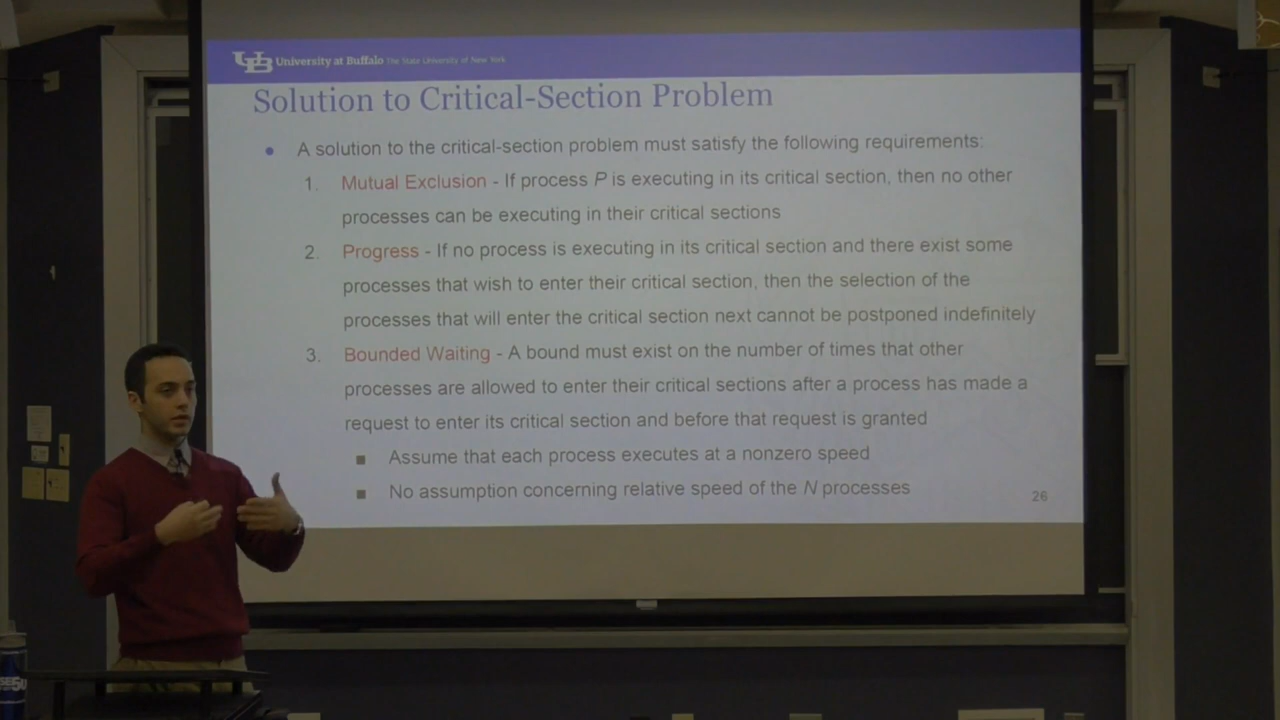 University at Buffalo The State University of New York
Solution to Critical-Section Problem
• A solution to the critical-section problem must satisfy the following requirements:
1. Mutual Exclusion - If process P is executing in its critical section, then no other
processes can be executing in their critical sections
2. Progress - If no process is executing in its critical section and there exist some
processes that wish to enter their critical section, then the selection of the
processes that will enter the critical section next cannot be postponed indefinitely
3. Bounded Waiting - A bound must exist on the number of times that other
processes are allowed to enter their critical sections after a process has made a
request to enter its critical section and before that request is granted
■ Assume that each process executes at a nonzero speed
■ No assumption concerning relative speed of the N processes
26